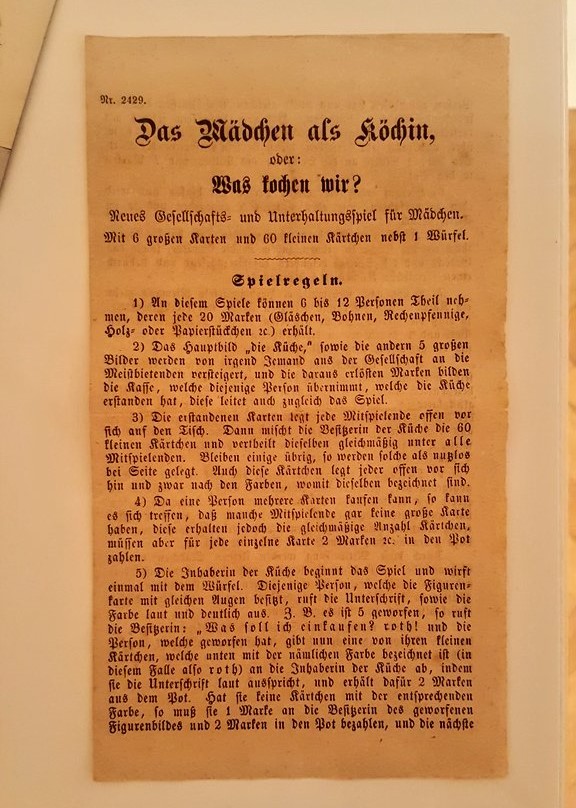 Nr. 2429.
Das Mädchen als Köchin,
oder:
Was kochen wir?
Neues Gesellschafts- und Unterhaltungsspiel für Mädchen.
Mit 6 großen Karten und 60 kleinen Kärtchen nebst 1 Würfel.
Spielregeln.
1) An diesem Spiele können 6 bis 12 Personen Theil neh-
men, deren jede 20 Marken (Gläschen, Bohnen, Rechenpfennige,
Holz- oder Papierstückchen ꝛc.) erhält.
2) Das Hauptbild „die Küche,“ sowie die andern 5 großen
Bilder werden von irgend Jemand aus der Gesellschaft an die
Meistbietenden versteigert, und die daraus erlösten Marken bilden
die Kasse, welche diejenige Person übernimmt, welche die Küche
erstanden hat, diese leitet auch zugleich das Spiel.
3) Die erstandenen Karten legt jede Mitspielende offen vor
sich auf den Tisch. Dann mischt die Besitzerin der Küche die 60
kleinen Kärtchen und vertheilt dieselben gleichmäßig unter alle
Mitspielenden. Bleiben einige übrig, so werden solche als nutzlos
bei Seite gelegt. Auch diese Kärtchen legt jeder offen vor sich
hin und zwar nach den Farben, womit dieselben bezeichnet sind.
4) Da eine Person mehrere Karten kaufen kann, so kann
es sich treffen, daß manche Mitspielende gar keine große Karte
haben, diese erhalten jedoch die gleichmäßige Anzahl Kärtchen,
müssen aber für jede einzelne Karte 2 Marken ꝛc. in den Pot
zahlen.
5) Die Inhaberin der Küche beginnt das Spiel und wirft
einmal mit dem Würfel. Diejenige Person, welche die Figuren-
karte mit gleichen Augen besitzt, ruft die Unterschrift, sowie die
Farbe laut und deutlich aus. Z. B. es ist 5 geworfen, so ruft
die Besitzerin: „Was soll ich einkaufen? roth! und die
Person, welche geworfen hat, gibt nun eine von ihren kleinen
Kärtchen, welche unten mit der nämlichen Farbe bezeichnet ist (in
diesem Falle also roth) an die Inhaberin der Küche ab, indem
sie die Unterschrift laut ausspricht, und erhält dafür 2 Marken
aus dem Pot. Hat sie keine Kärtchen mit der entsprechenden
Farbe, so muß sie 1 Marke an die Besitzerin des geworfenen
Figurenbildes und 2 Marken in den Pot bezahlen, und die nächste